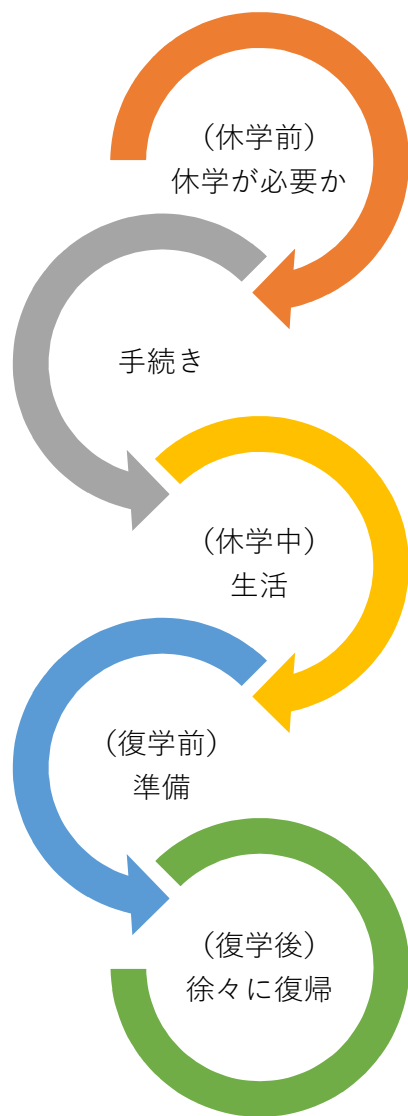 （休学前）
休学が必要か
手続き
（休学中）
生活
（復学前）
準備
（復学後）
徐々に復帰